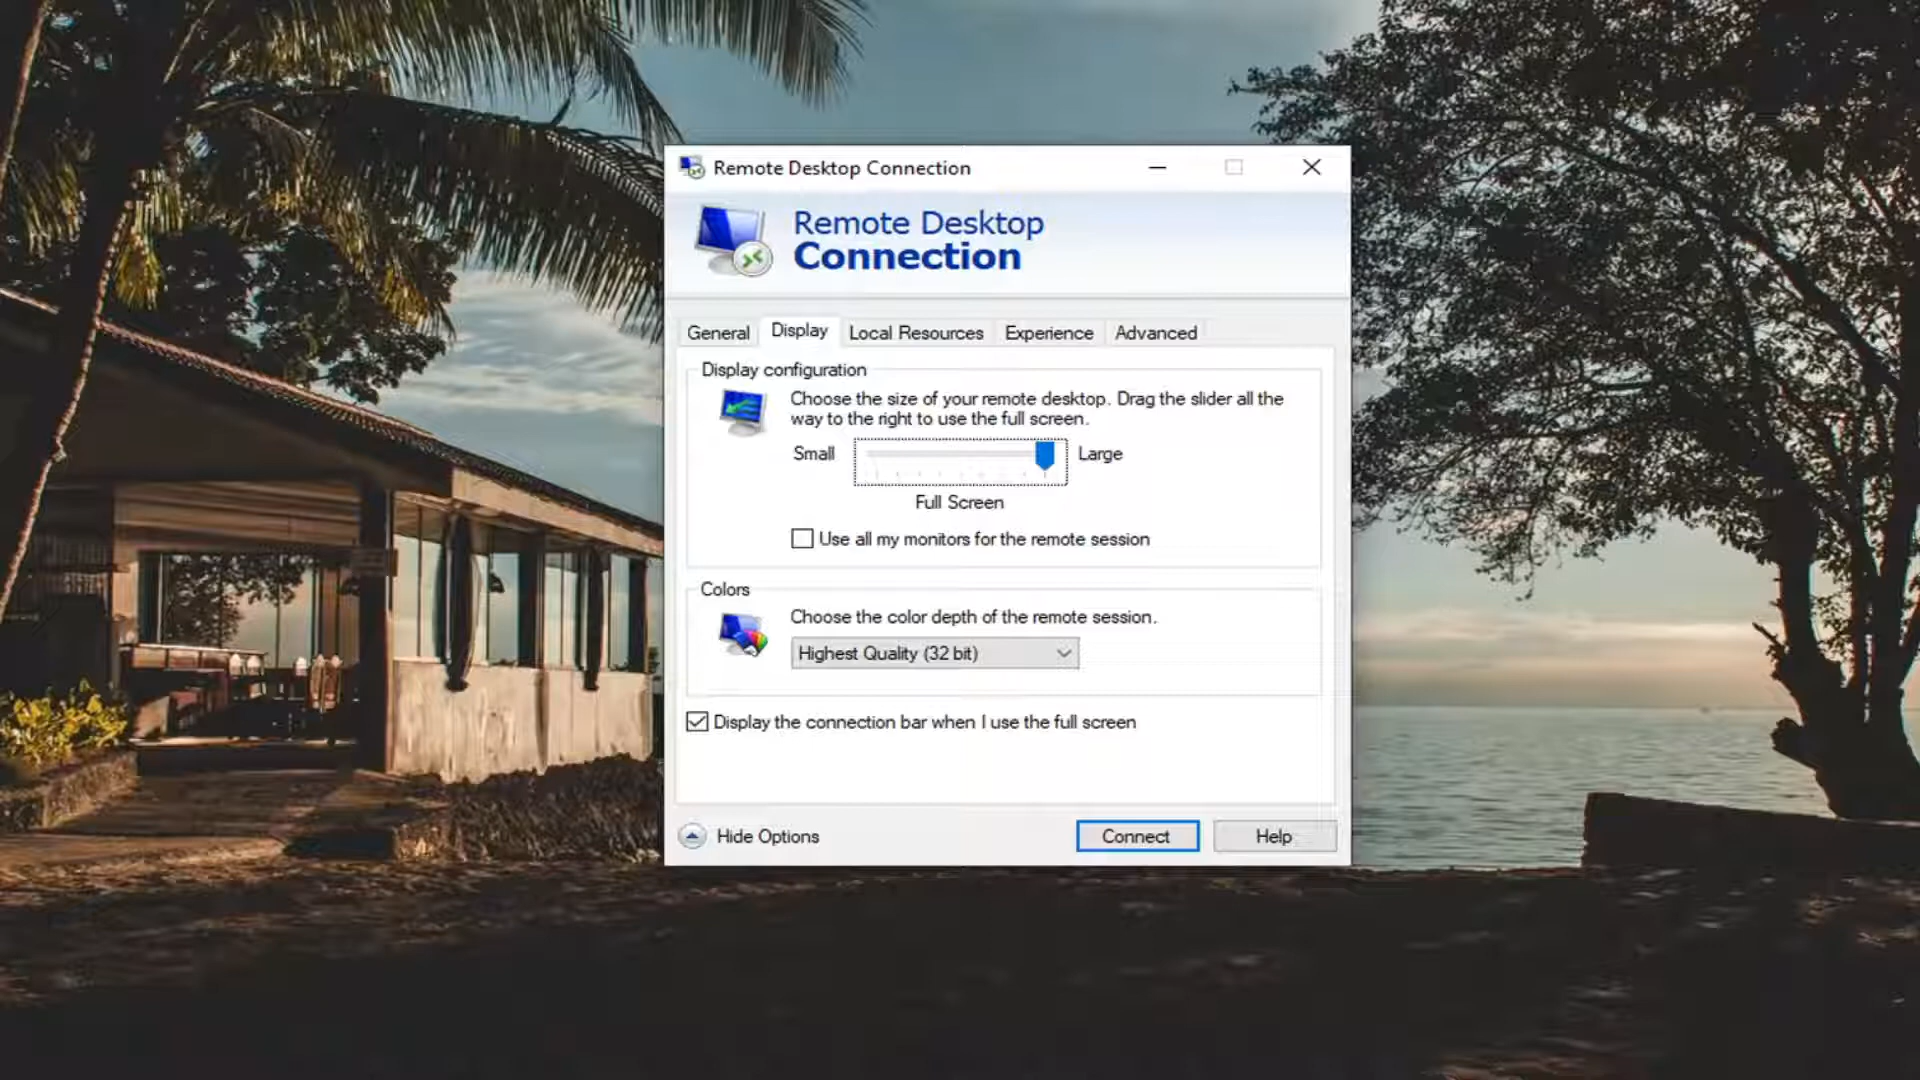 Remote Desktop Connection
Remote Desktop
Connection
General
Display
Local Resources
Experience
Advanced
Display configuration
Choose the size of your remote desktop. Drag the slider all the
way to the right to use the full screen.
Small
Large
Full Screen
Use all my monitors for the remote session
Colors
Choose the color depth of the remote session.
Highest Quality (32 bit)
Display the connection bar when I use the full screen
Hide Options
Connect
Help